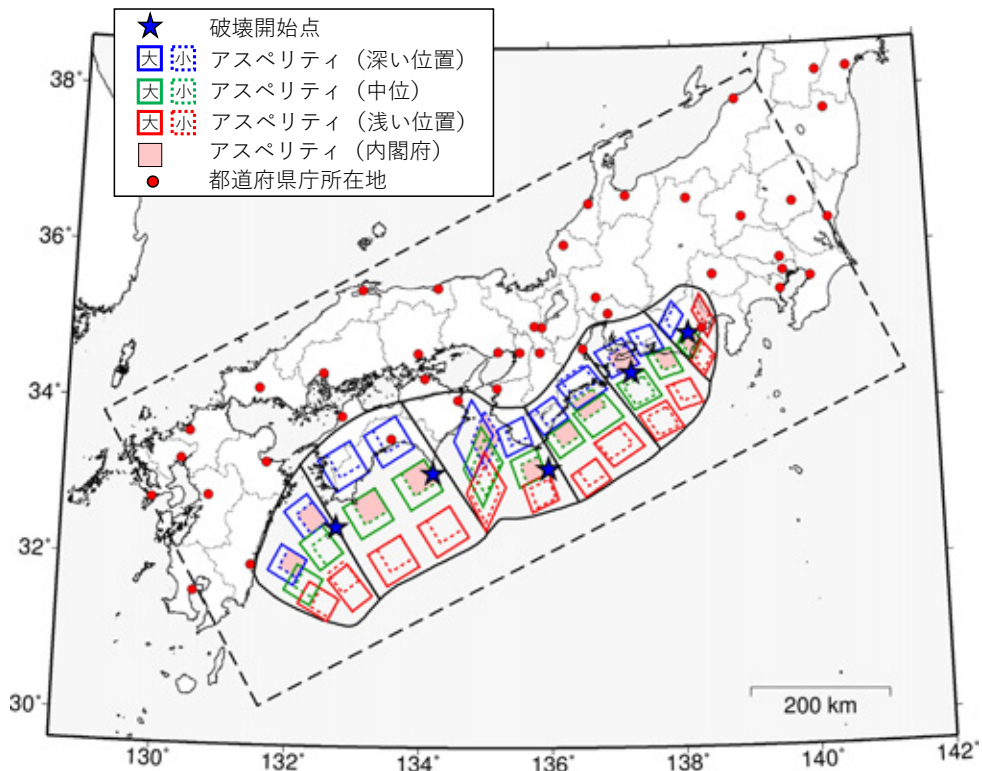 破壊開始点
大 小 アスペリティ（深い位置）
大 小 アスペリティ（中位）
大 小 アスペリティ（浅い位置）
アスペリティ（内閣府）
都道府県庁所在地
38°
36°
34°
32°
30°
200 km
130°
132°
134°
136°
138°
140°
142°